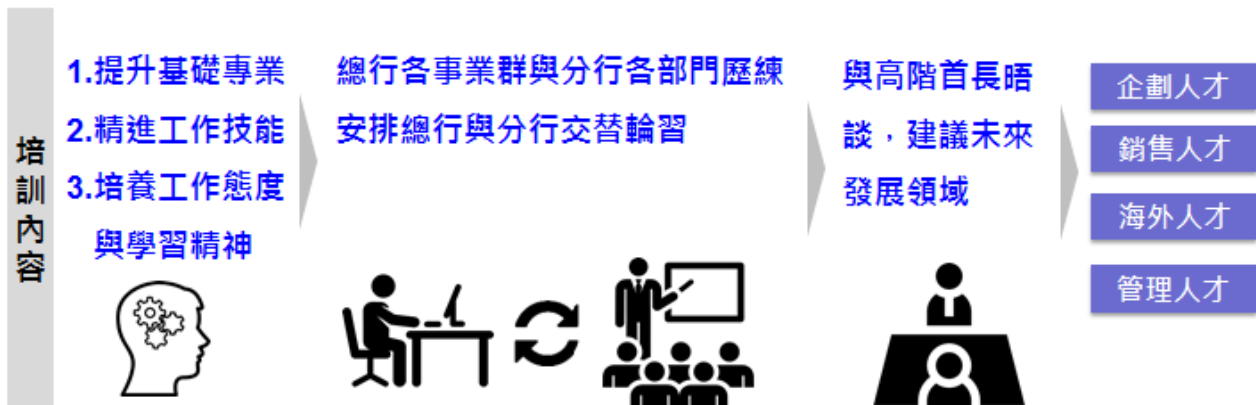 培訓內容
1.提升基礎專業
2.精進工作技能
3.培養工作態度
與學習精神
總行各事業群與分行各部門歷練
安排總行與分行交替輪習
與高階首長晤
談，建議未來
發展領域
企劃人才
銷售人才
海外人才
管理人才